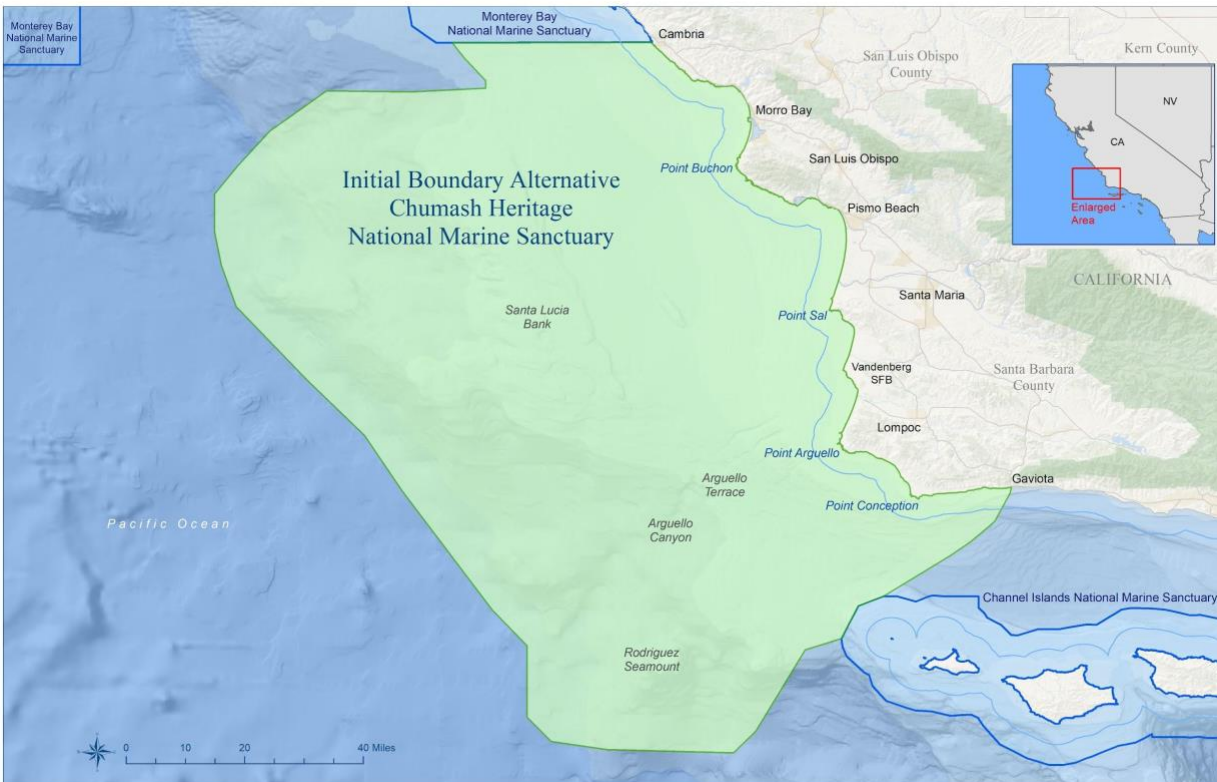 Monterey Bay
National Marine
Sanctuary
Monterey Bay
National Marine Sanctuary
Cambria
San Luis Obispo
County
Kern County
NV
CA
Enlarged
Area
Morro Bay
San Luis Obispo
Point Buchon
Initial Boundary Alternative
Chumash Heritage
National Marine Sanctuary
Pismo Beach
CALIFORNIA
Santa Maria
Santa Lucia
Bank
Point Sal
Vandenberg
SFB
Santa Barbara
County
Lompoc
Point Arguello
Arguello
Terrace
Gaviota
Point Conception
Pacific Ocean
Arguello
Canyon
Channel Islands National Marine Sanctuary
Rodriguez
Seamount
0 10 20 40 Miles